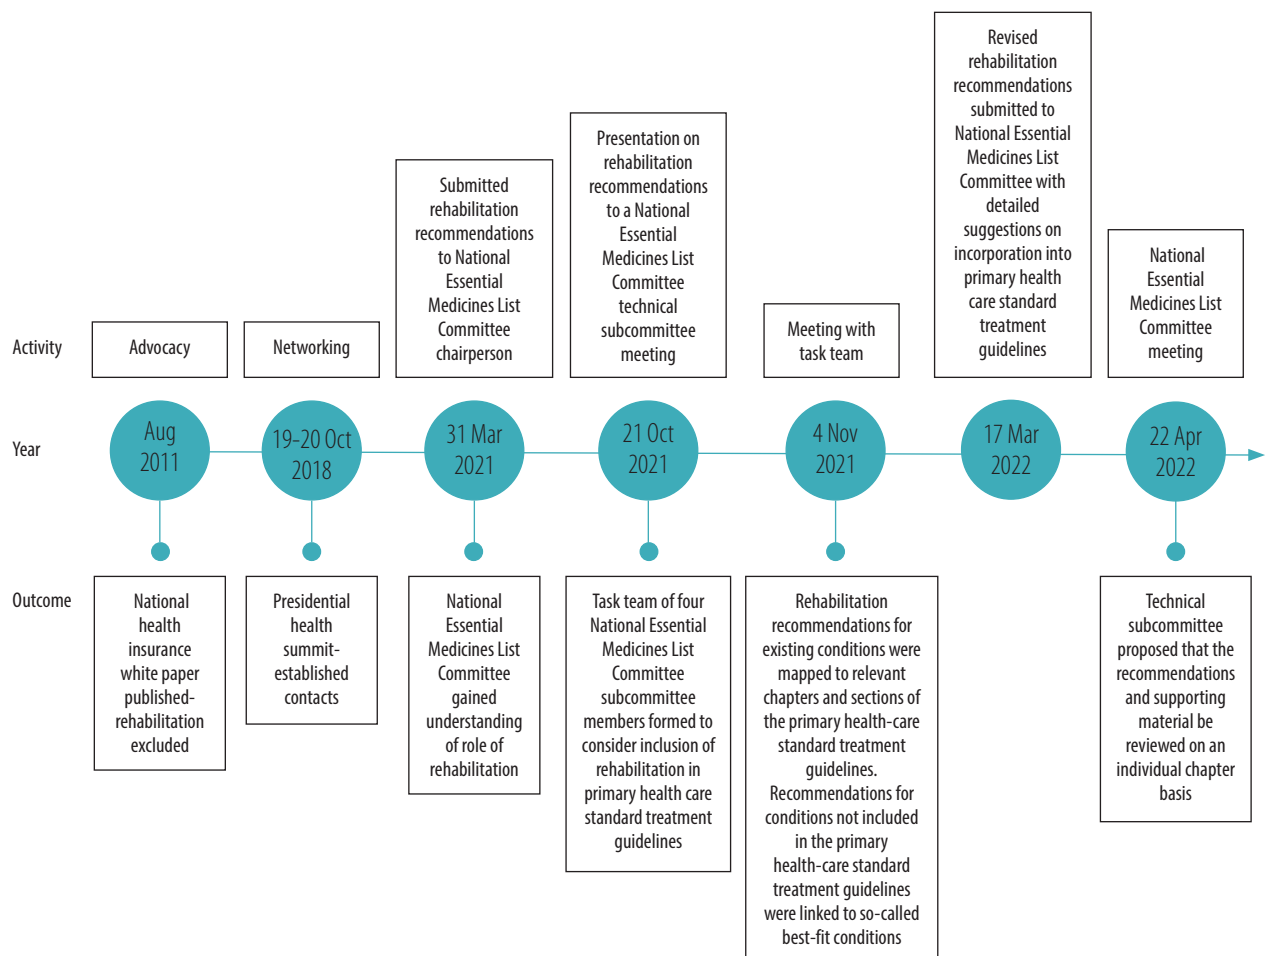 Activity
Advocacy
Networking
Submitted
rehabilitation
recommendations
to National
Essential
Medicines List
Committee
chairperson
Presentation on
rehabilitation
recommendations
to a National
Essential
Medicines List
Committee
technical
subcommittee
meeting
Meeting with
task team
Revised
rehabilitation
recommendations
submitted to
National Essential
Medicines List
Committee with
detailed
suggestions on
incorporation into
primary health
care standard
treatment
guidelines
National
Essential
Medicines List
Committee
meeting
Year
Aug
2011
19–20 Oct
2018
31 Mar
2021
21 Oct
2021
4 Nov
2021
17 Mar
2022
22 Apr
2022
Outcome
National
health
insurance
white paper
published-
rehabilitation
excluded
Presidential
health
summit-
established
contacts
National
Essential
Medicines List
Committee
gained
understanding
of role of
rehabilitation
Task team of four
National Essential
Medicines List
Committee
subcommittee
members formed to
consider inclusion of
rehabilitation in
primary health care
standard treatment
guidelines
Rehabilitation
recommendations for
existing conditions were
mapped to relevant
chapters and sections of
the primary health-care
standard treatment
guidelines.
Recommendations for
conditions not included
in the primary
health-care standard
treatment guidelines
were linked to so-called
best-fit conditions
Technical
subcommittee
proposed that the
recommendations
and supporting
material be
reviewed on an
individual chapter
basis